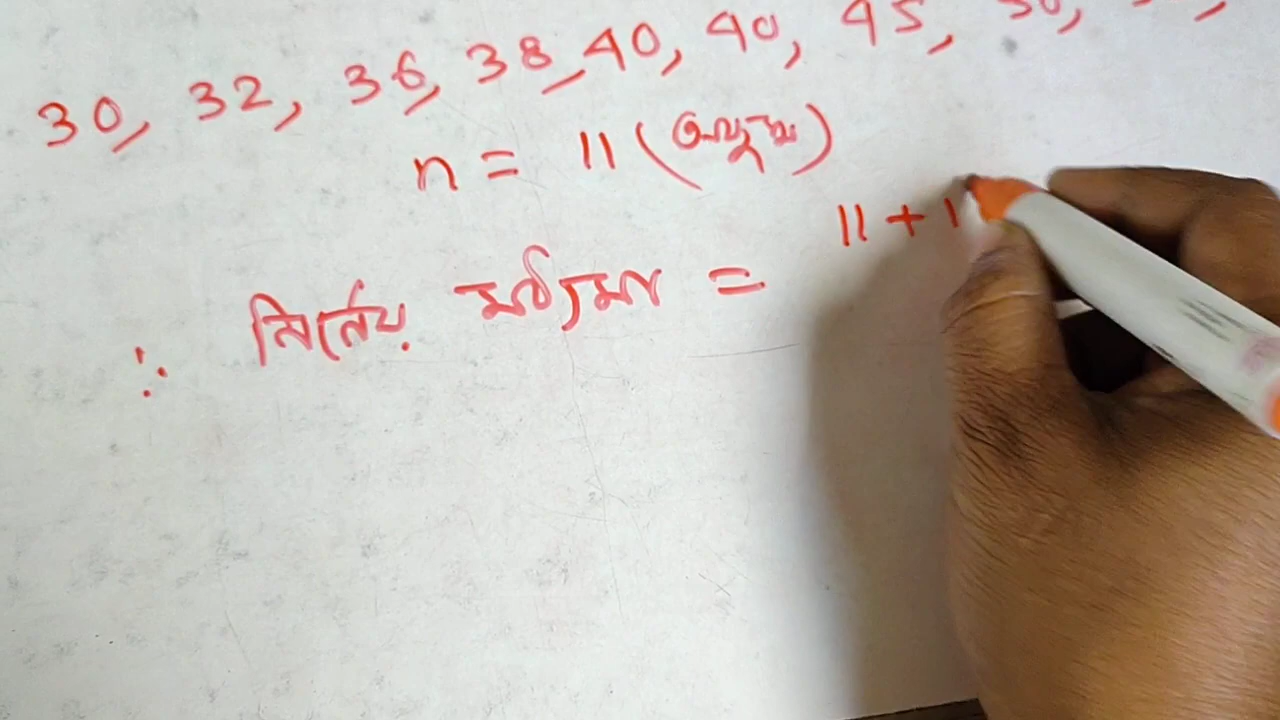 30, 32, 36, 38, 40, 40, 45, 50,
n = 11 (অযুগ্ম)
11 + 1
∴ নির্ণেয় মধ্যমা =